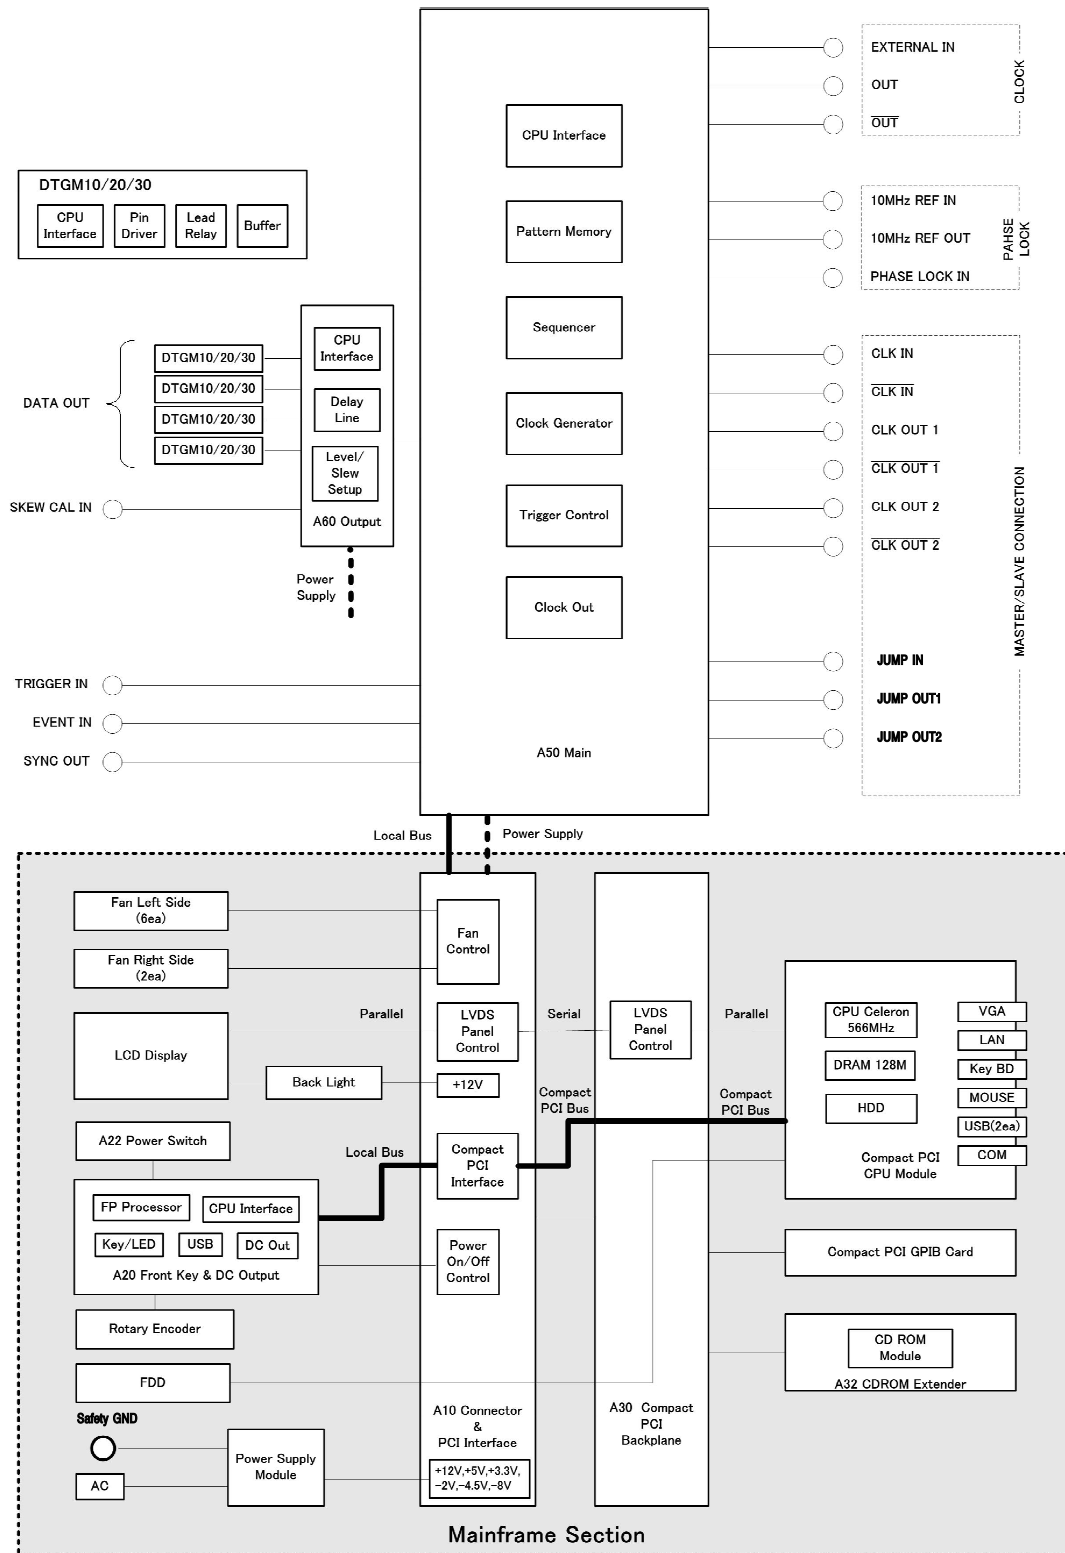 EXTERNAL IN
OUT
OUT
CLOCK
CPU Interface
DTGM10/20/30
CPU
Interface
Pin
Driver
Lead
Relay
Buffer
Pattern Memory
10MHz REF IN
10MHz REF OUT
PHASE LOCK IN
PAHSE
LOCK
DATA OUT
DTGM10/20/30
DTGM10/20/30
DTGM10/20/30
DTGM10/20/30
SKEW CAL IN
CPU
Interface
Delay
Line
Level/
Slew
Setup
A60 Output
Power
Supply
Sequencer
Clock Generator
Trigger Control
Clock Out
CLK IN
CLK IN
CLK OUT 1
CLK OUT 1
CLK OUT 2
CLK OUT 2
JUMP IN
JUMP OUT1
JUMP OUT2
MASTER/SLAVE CONNECTION
TRIGGER IN
EVENT IN
SYNC OUT
A50 Main
Local Bus
Power Supply
Fan Left Side
(6ea)
Fan Right Side
(2ea)
Fan
Control
LCD Display
Parallel
LVDS
Panel
Control
Serial
LVDS
Panel
Control
Parallel
Back Light
+12V
Compact
PCI Bus
Compact
PCI Bus
CPU Celeron
566MHz
DRAM 128M
HDD
VGA
LAN
Key BD
MOUSE
USB(2ea)
COM
Compact PCI
CPU Module
A22 Power Switch
Local Bus
Compact
PCI
Interface
FP Processor
CPU Interface
Key/LED
USB
DC Out
A20 Front Key & DC Output
Power
On/Off
Control
Compact PCI GPIB Card
Rotary Encoder
CD ROM
Module
A32 CDROM Extender
FDD
Safety GND
AC
Power Supply
Module
A10 Connector
&
PCI Interface
+12V,+5V,+3.3V,
-2V,-4.5V,-8V
A30 Compact
PCI
Backplane
Mainframe Section